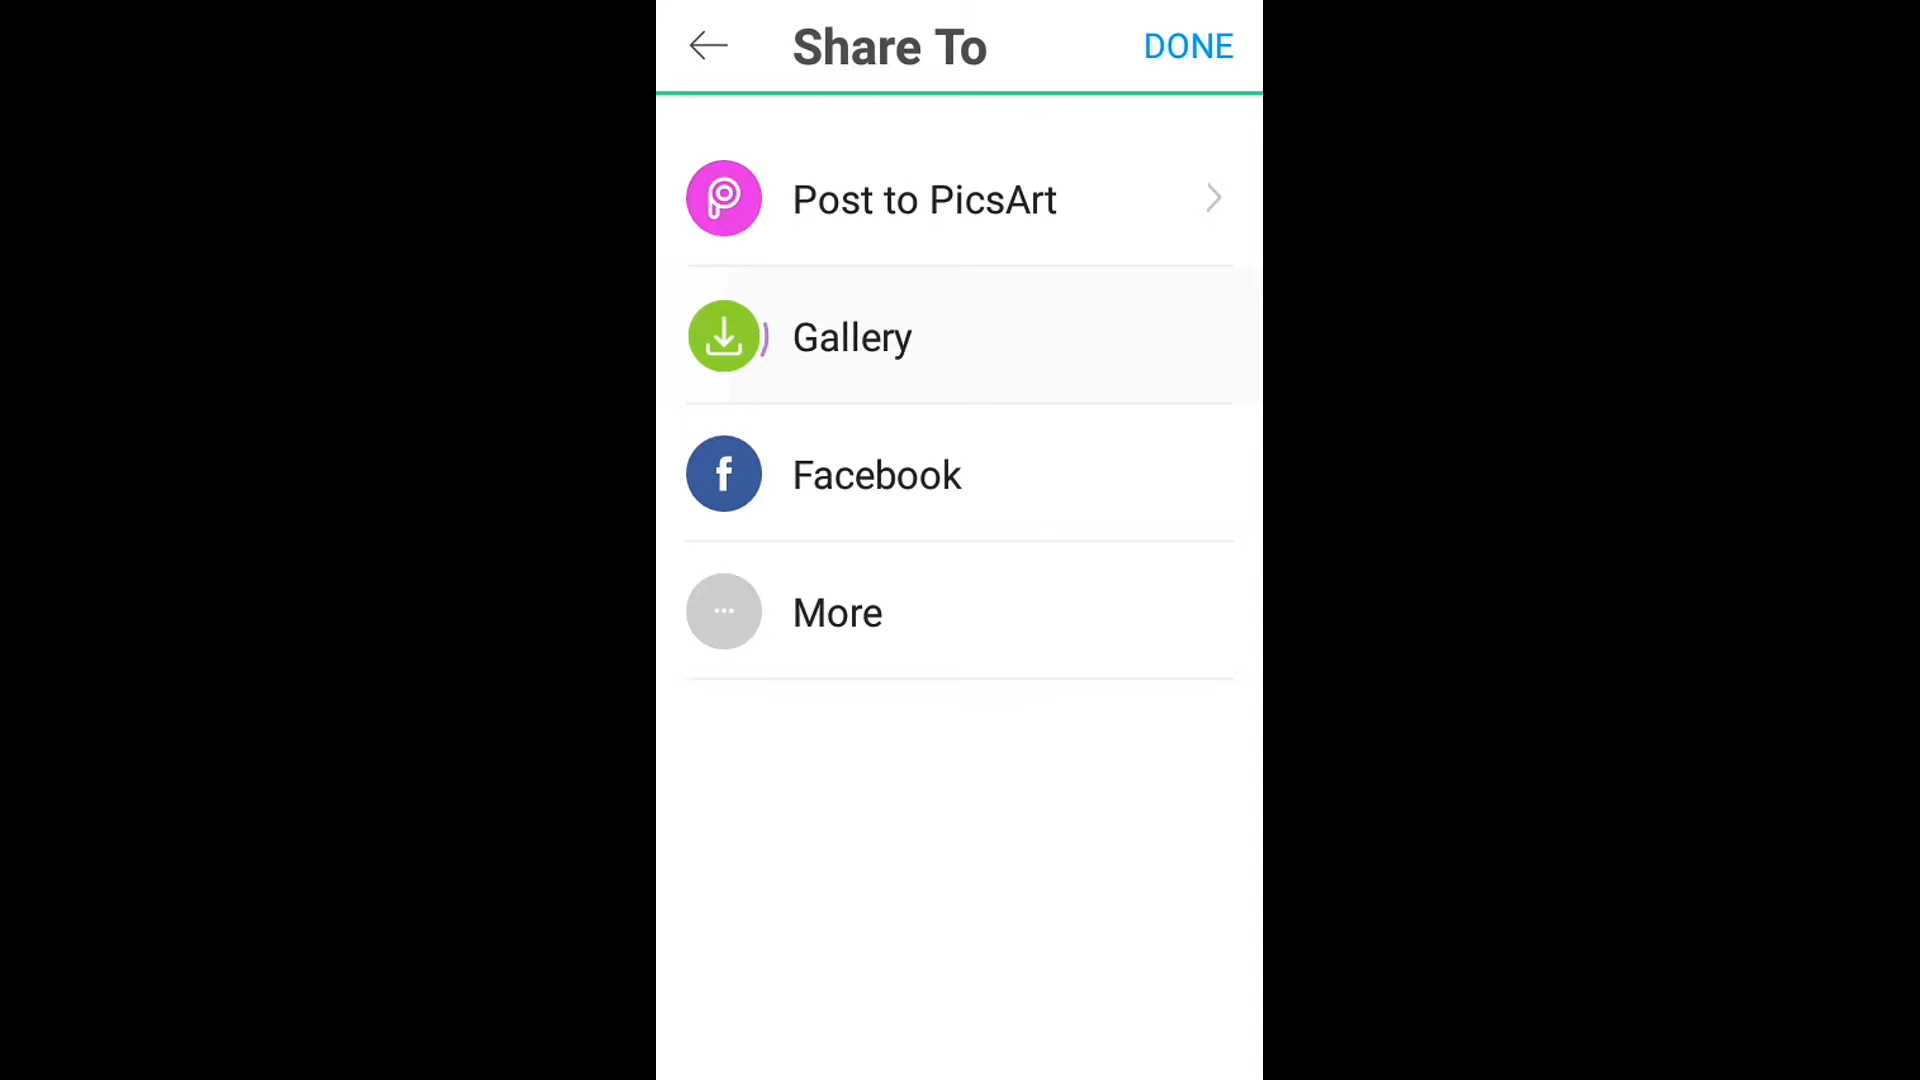 Share To
DONE
Post to PicsArt
Gallery
Facebook
More